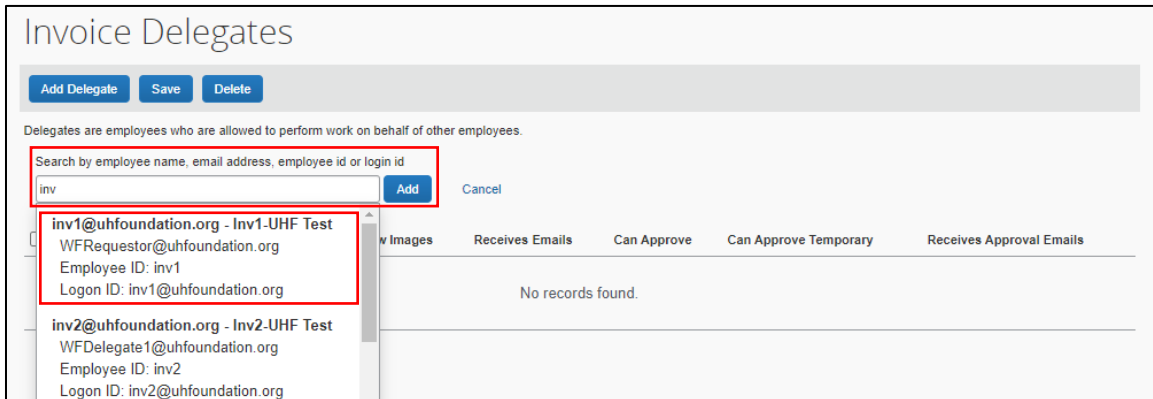 Invoice Delegates
Add Delegate Save Delete
Delegates are employees who are allowed to perform work on behalf of other employees.
Search by employee name, email address, employee id or login id
inv Add Cancel
inv1@uhfoundation.org - Inv1-UHF Test
WFRequestor@uhfoundation.org
Employee ID: inv1
Logon ID: inv1@uhfoundation.org
w Images Receives Emails Can Approve Can Approve Temporary Receives Approval Emails
No records found.
inv2@uhfoundation.org - Inv2-UHF Test
WFDelegate1@uhfoundation.org
Employee ID: inv2
Logon ID: inv2@uhfoundation.org